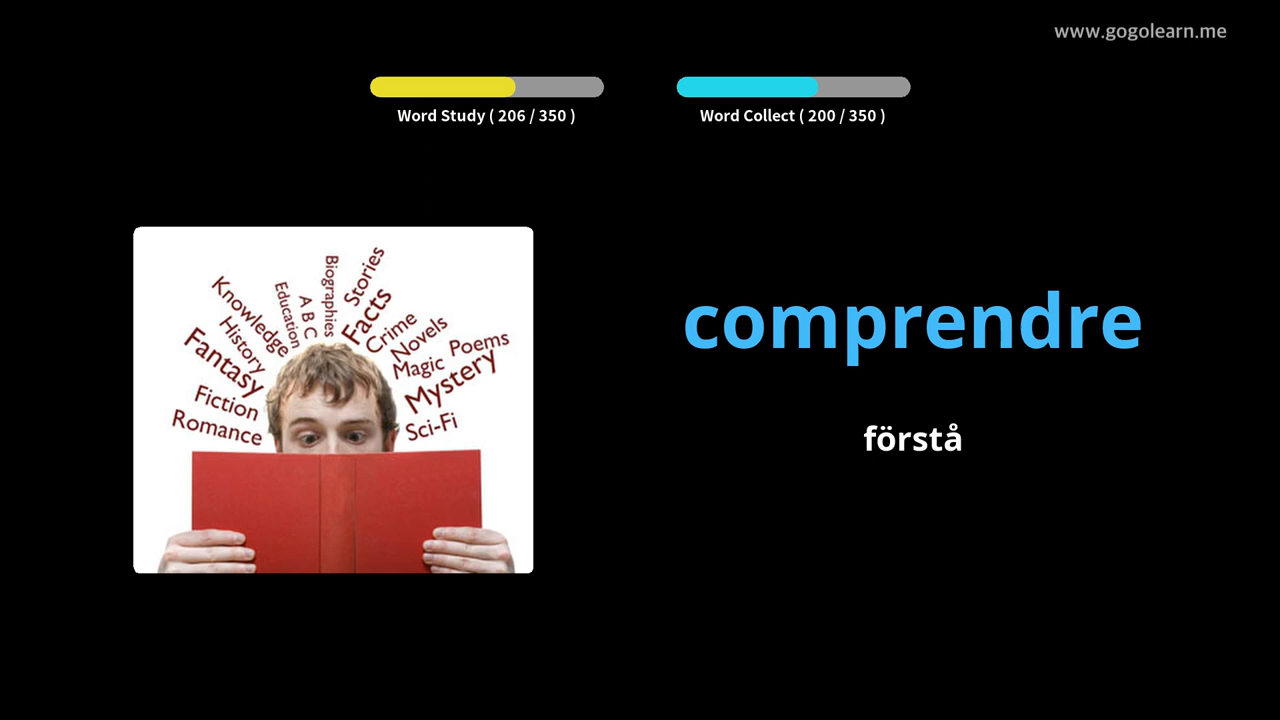 www.gogolearn.me
Word Study ( 206 / 350 )
Word Collect ( 200 / 350 )
Biographies
Stories
Education
A B C
Facts
Knowledge
Crime
History
Novels
Poems
Fantasy
Magic
Mystery
Fiction
Romance
Sci-Fi
comprendre
förstå